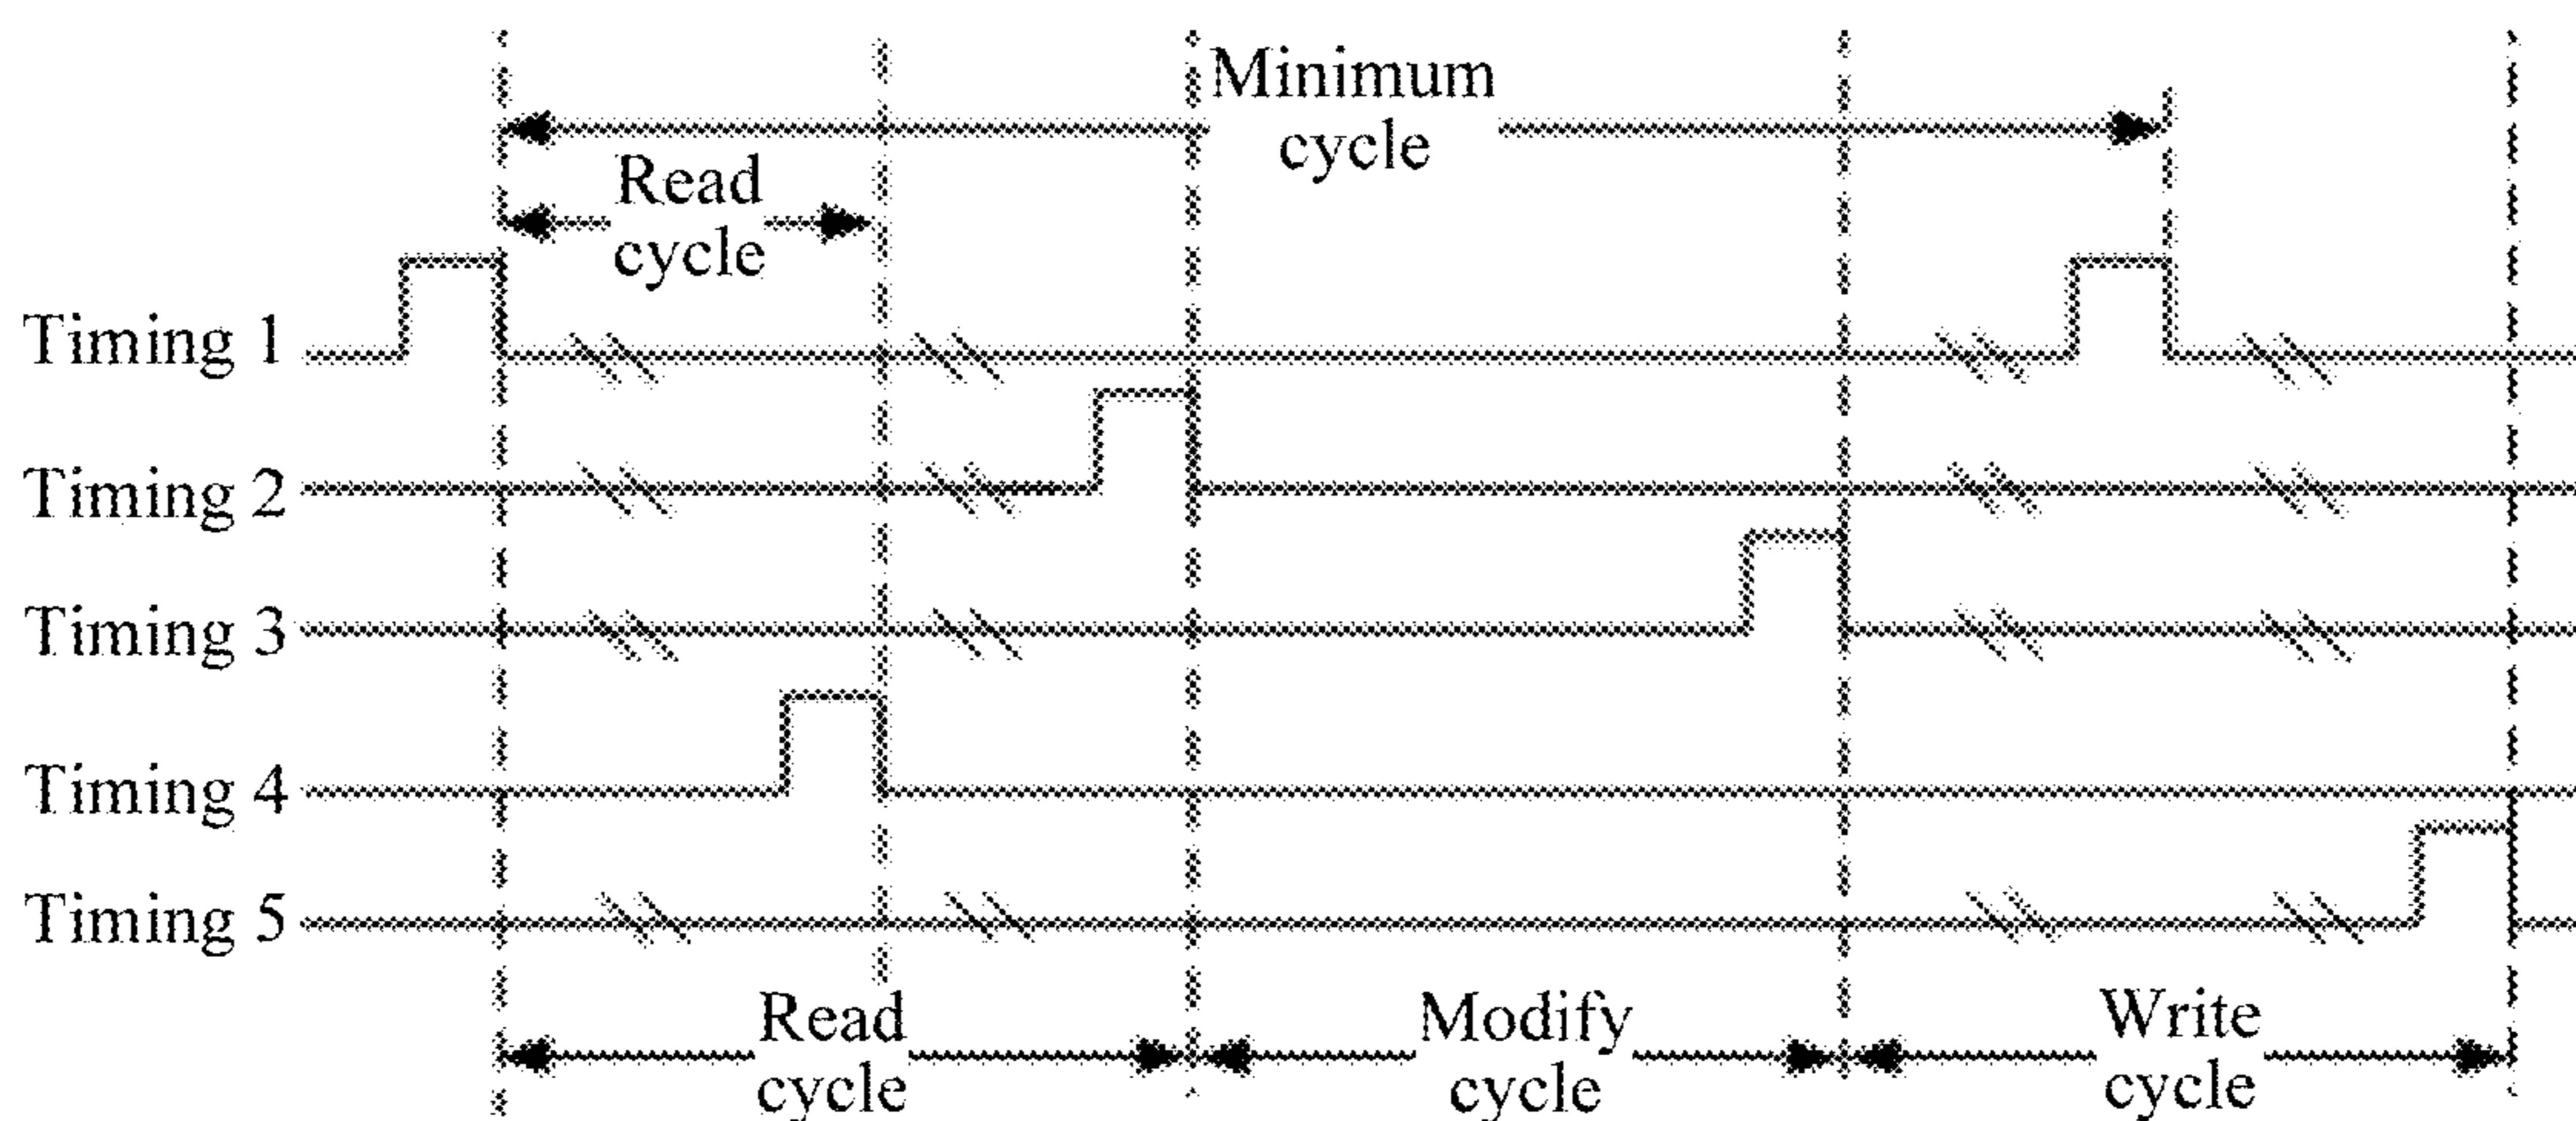 Minimum
cycle
Read
cycle
Timing 1
Timing 2
Timing 3
Timing 4
Timing 5
Read
cycle
Modify
cycle
Write
cycle